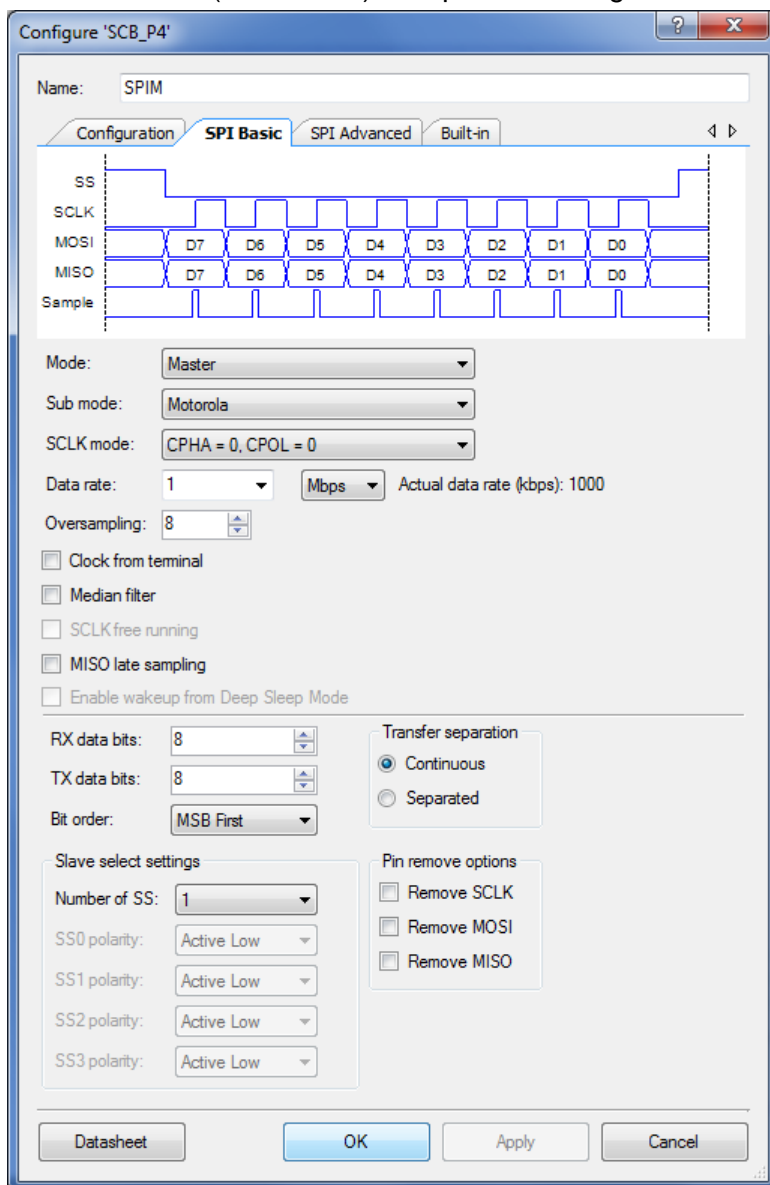 Configure 'SCB_P4'
Name: SPIM
Configuration SPI Basic SPI Advanced Built-in
SS
SCLK
MOSI D7 D6 D5 D4 D3 D2 D1 D0
MISO D7 D6 D5 D4 D3 D2 D1 D0
Sample
Mode: Master
Sub mode: Motorola
SCLK mode: CPHA = 0, CPOL = 0
Data rate: 1 Mbps Actual data rate (kbps): 1000
Oversampling: 8
Clock from terminal
Median filter
SCLK free running
MISO late sampling
Enable wakeup from Deep Sleep Mode
RX data bits: 8
TX data bits: 8
Bit order: MSB First
Transfer separation
Continuous
Separated
Slave select settings
Number of SS: 1
SS0 polarity: Active Low
SS1 polarity: Active Low
SS2 polarity: Active Low
SS3 polarity: Active Low
Pin remove options
Remove SCLK
Remove MOSI
Remove MISO
Datasheet OK Apply Cancel